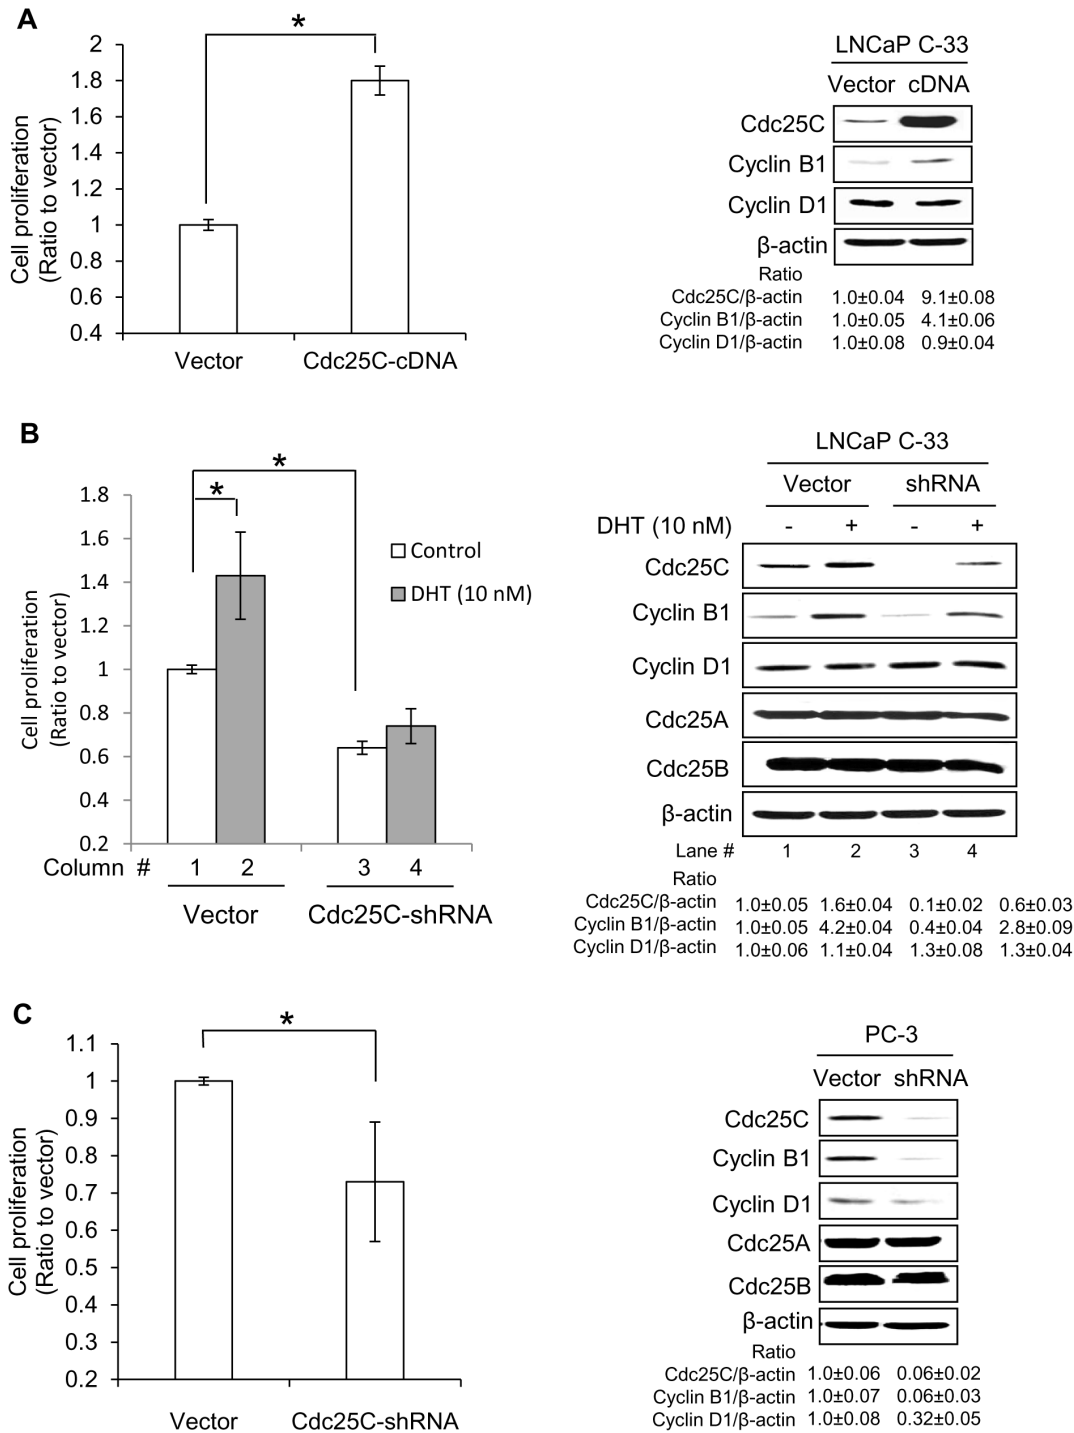 A
*
2
1.8
1.6
1.4
1.2
1
0.8
0.6
0.4
Cell proliferation
(Ratio to vector)
Vector Cdc25C-cDNA
LNCaP C-33
Vector cDNA
Cdc25C
Cyclin B1
Cyclin D1
β-actin
Ratio
Cdc25C/β-actin 1.0±0.04 9.1±0.08
Cyclin B1/β-actin 1.0±0.05 4.1±0.06
Cyclin D1/β-actin 1.0±0.08 0.9±0.04
B
*
*
1.8
1.6
1.4
1.2
1
0.8
0.6
0.4
0.2
Cell proliferation
(Ratio to vector)
Control
DHT (10 nM)
Column # 1 2 3 4
Vector Cdc25C-shRNA
LNCaP C-33
Vector shRNA
DHT (10 nM) - + - +
Cdc25C
Cyclin B1
Cyclin D1
Cdc25A
Cdc25B
β-actin
Lane # 1 2 3 4
Ratio
Cdc25C/β-actin 1.0±0.05 1.6±0.04 0.1±0.02 0.6±0.03
Cyclin B1/β-actin 1.0±0.05 4.2±0.04 0.4±0.04 2.8±0.09
Cyclin D1/β-actin 1.0±0.06 1.1±0.04 1.3±0.08 1.3±0.04
C
*
1.1
1
0.9
0.8
0.7
0.6
0.5
0.4
0.3
0.2
Cell proliferation
(Ratio to vector)
Vector Cdc25C-shRNA
PC-3
Vector shRNA
Cdc25C
Cyclin B1
Cyclin D1
Cdc25A
Cdc25B
β-actin
Ratio
Cdc25C/β-actin 1.0±0.06 0.06±0.02
Cyclin B1/β-actin 1.0±0.07 0.06±0.03
Cyclin D1/β-actin 1.0±0.08 0.32±0.05